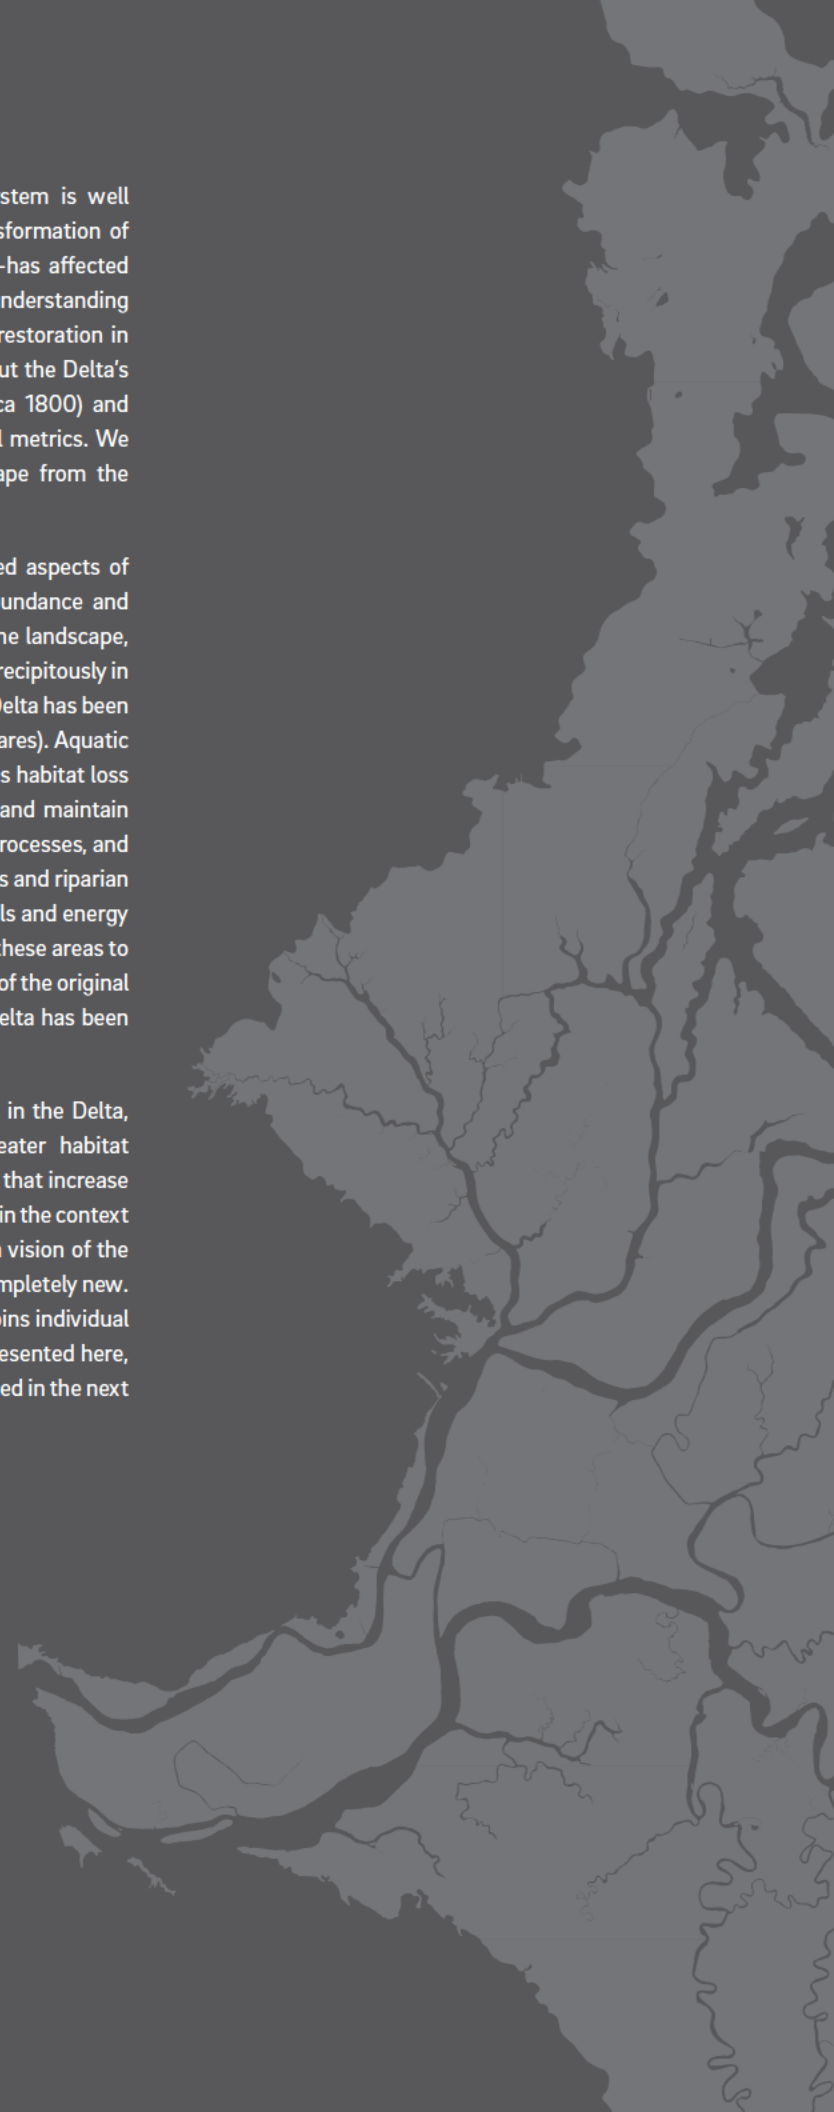 stem is well
sformation of
-has affected
nderstanding
restoration in
ut the Delta's
ca 1800) and
l metrics. We
ape from the
ed aspects of
undance and
he landscape,
recipitously in
Delta has been
ares). Aquatic
s habitat loss
and maintain
rocesses, and
s and riparian
ls and energy
these areas to
of the original
elta has been
in the Delta,
eater habitat
that increase
in the context
vision of the
mpletely new.
ins individual
esented here,
ed in the next